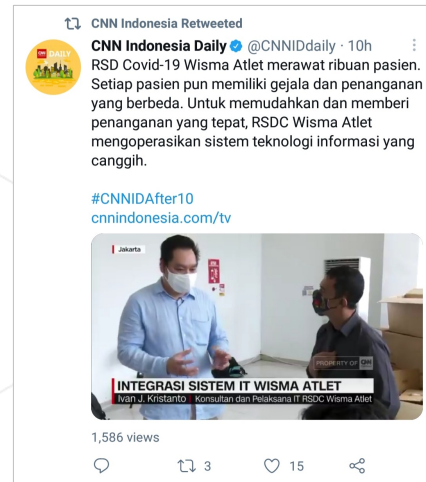 CNN Indonesia Retweeted
CNN Indonesia Daily @CNNIDdaily · 10h
RSD Covid-19 Wisma Atlet merawat ribuan pasien.
Setiap pasien pun memiliki gejala dan penanganan
yang berbeda. Untuk memudahkan dan memberi
penanganan yang tepat, RSDC Wisma Atlet
mengoperasikan sistem teknologi informasi yang
canggih.
#CNNIDAfter10
cnnindonesia.com/tv
CNN DAILY
Jakarta
PROPERTY OF CNN
INTEGRASI SISTEM IT WISMA ATLET
Ivan J. Kristanto Konsultan dan Pelaksana IT RSDC Wisma Atlet
1,586 views
3 15